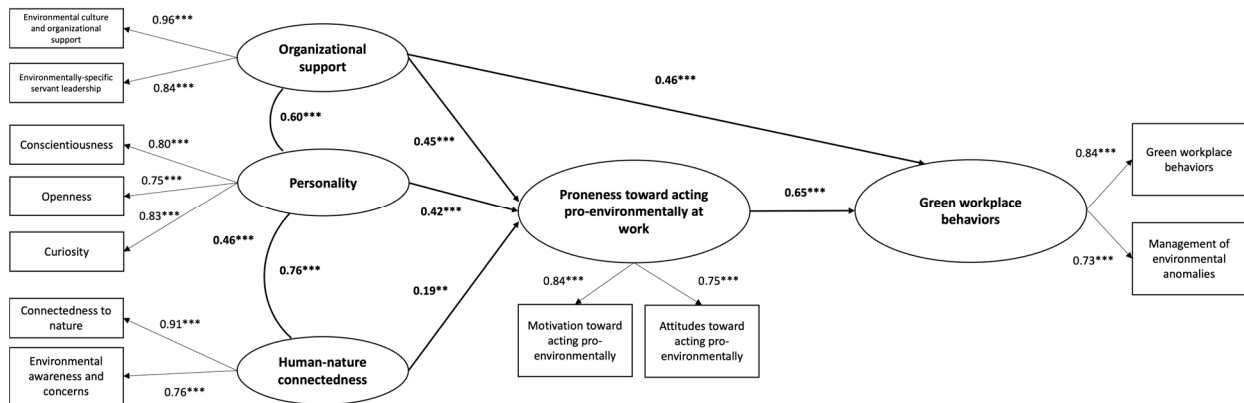 Environmental culture
and organizational
support
0.96***
Environmentally-specific
servant leadership
0.84***
Organizational
support
0.60***
Conscientiousness
0.80***
Openness
0.75***
Curiosity
0.83***
Personality
0.46***
0.76***
Connectedness to
nature
0.91***
Environmental
awareness and
concerns
0.76***
Human-nature
connectedness
0.46***
0.45***
0.42***
0.19**
Proneness toward acting
pro-environmentally at
work
0.84***
0.75***
Motivation toward
acting pro-
environmentally
Attitudes toward
acting pro-
environmentally
0.65***
Green workplace
behaviors
0.84***
Green workplace
behaviors
0.73***
Management of
environmental
anomalies